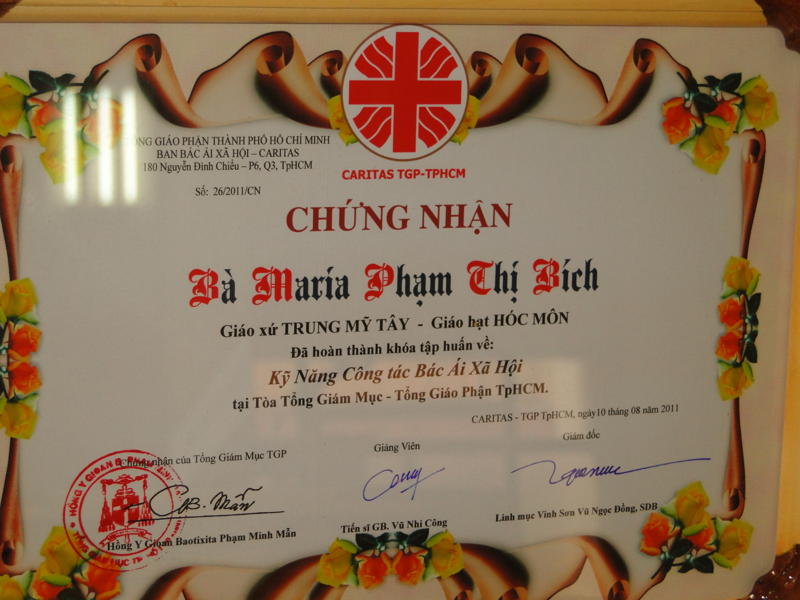 CARITAS TGP-TPHCM
TỔNG GIÁO PHẬN THÀNH PHỐ HỒ CHÍ MINH
BAN BÁC ÁI XÃ HỘI – CARITAS
180 Nguyễn Đình Chiểu – P6, Q3, TpHCM
Số: 26/2011/CN
CHỨNG NHẬN
Bà Maria Phạm Thị Bích
Giáo xứ TRUNG MỸ TÂY - Giáo hạt HÓC MÔN
Đã hoàn thành khóa tập huấn về:
Kỹ Năng Công tác Bác Ái Xã Hội
tại Tòa Tổng Giám Mục - Tổng Giáo Phận TpHCM.
CARITAS - TGP TpHCM, ngày10 tháng 08 năm 2011
nhận của Tổng Giám Mục TGP
Giảng Viên
Giám đốc
GB. Mẫn
Hồng Y Gioan Baotixita Phạm Minh Mẫn
Tiến sĩ GB. Vũ Nhi Công
Linh mục Vinh Sơn Vũ Ngọc Đồng, SDB
HỒNG Y GIOAN B. PHẠM